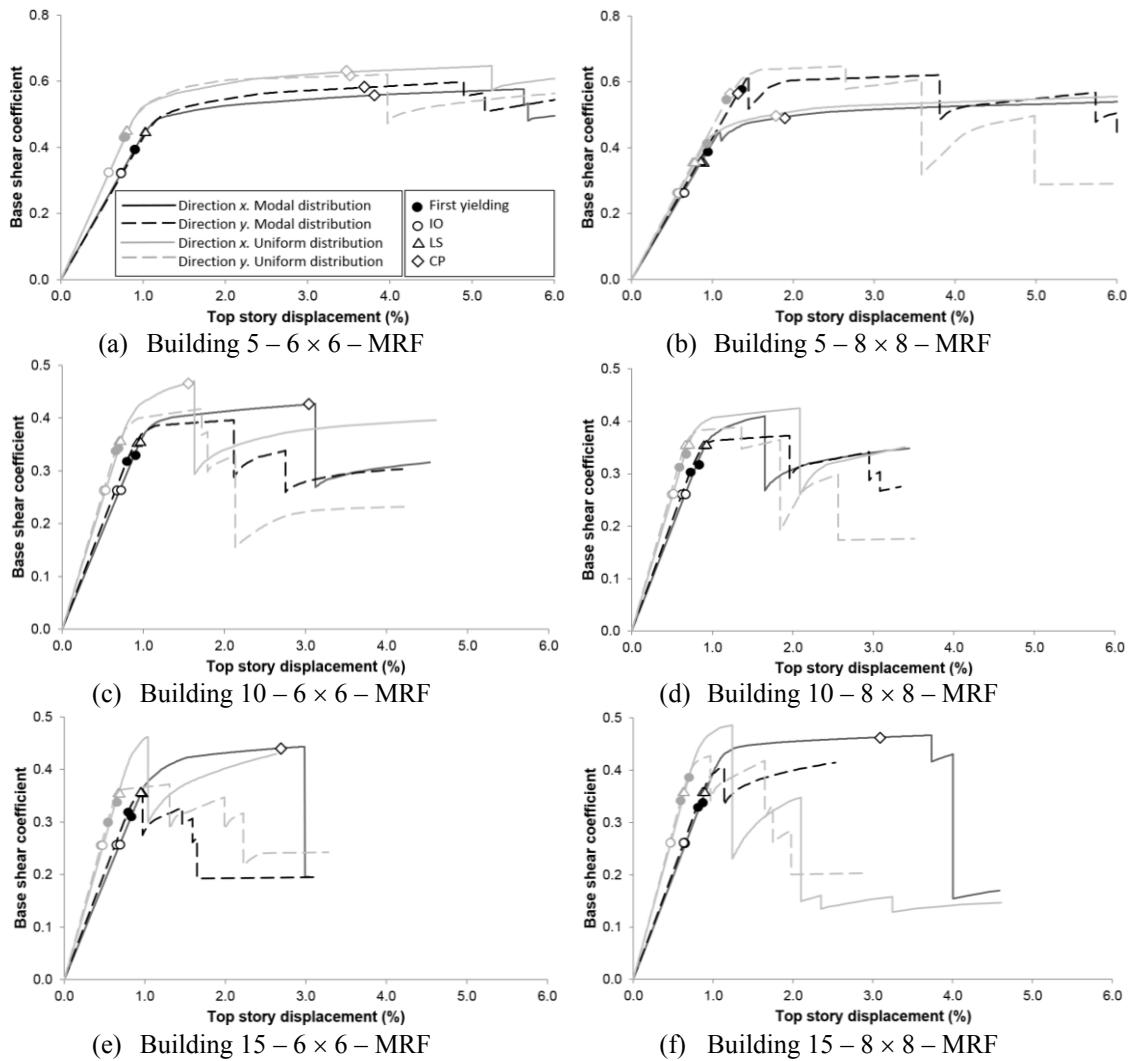 0.8
0.6
0.4
0.2
0.0
Base shear coefficient
0.0 1.0 2.0 3.0 4.0 5.0 6.0
Top story displacement (%)
Direction x. Modal distribution
Direction y. Modal distribution
Direction x. Uniform distribution
Direction y. Uniform distribution
First yielding
IO
LS
CP
(a) Building 5 – 6 × 6 – MRF
0.8
0.6
0.4
0.2
0.0
Base shear coefficient
0.0 1.0 2.0 3.0 4.0 5.0 6.0
Top story displacement (%)
(b) Building 5 – 8 × 8 – MRF
0.5
0.4
0.3
0.2
0.1
0.0
Base shear coefficient
0.0 1.0 2.0 3.0 4.0 5.0 6.0
Top story displacement (%)
(c) Building 10 – 6 × 6 – MRF
0.5
0.4
0.3
0.2
0.1
0.0
Base shear coefficient
0.0 1.0 2.0 3.0 4.0 5.0 6.0
Top story displacement (%)
(d) Building 10 – 8 × 8 – MRF
0.5
0.4
0.3
0.2
0.1
0.0
Base shear coefficient
0.0 1.0 2.0 3.0 4.0 5.0 6.0
Top story displacement (%)
(e) Building 15 – 6 × 6 – MRF
0.5
0.4
0.3
0.2
0.1
0.0
Base shear coefficient
0.0 1.0 2.0 3.0 4.0 5.0 6.0
Top story displacement (%)
(f) Building 15 – 8 × 8 – MRF